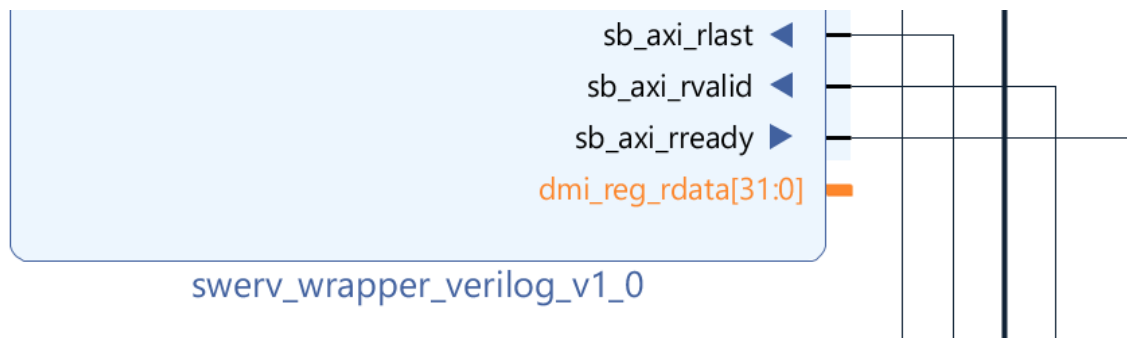 sb_axi_rlast
sb_axi_rvalid
sb_axi_rready
dmi_reg_rdata[31:0]
swerv_wrapper_verilog_v1_0